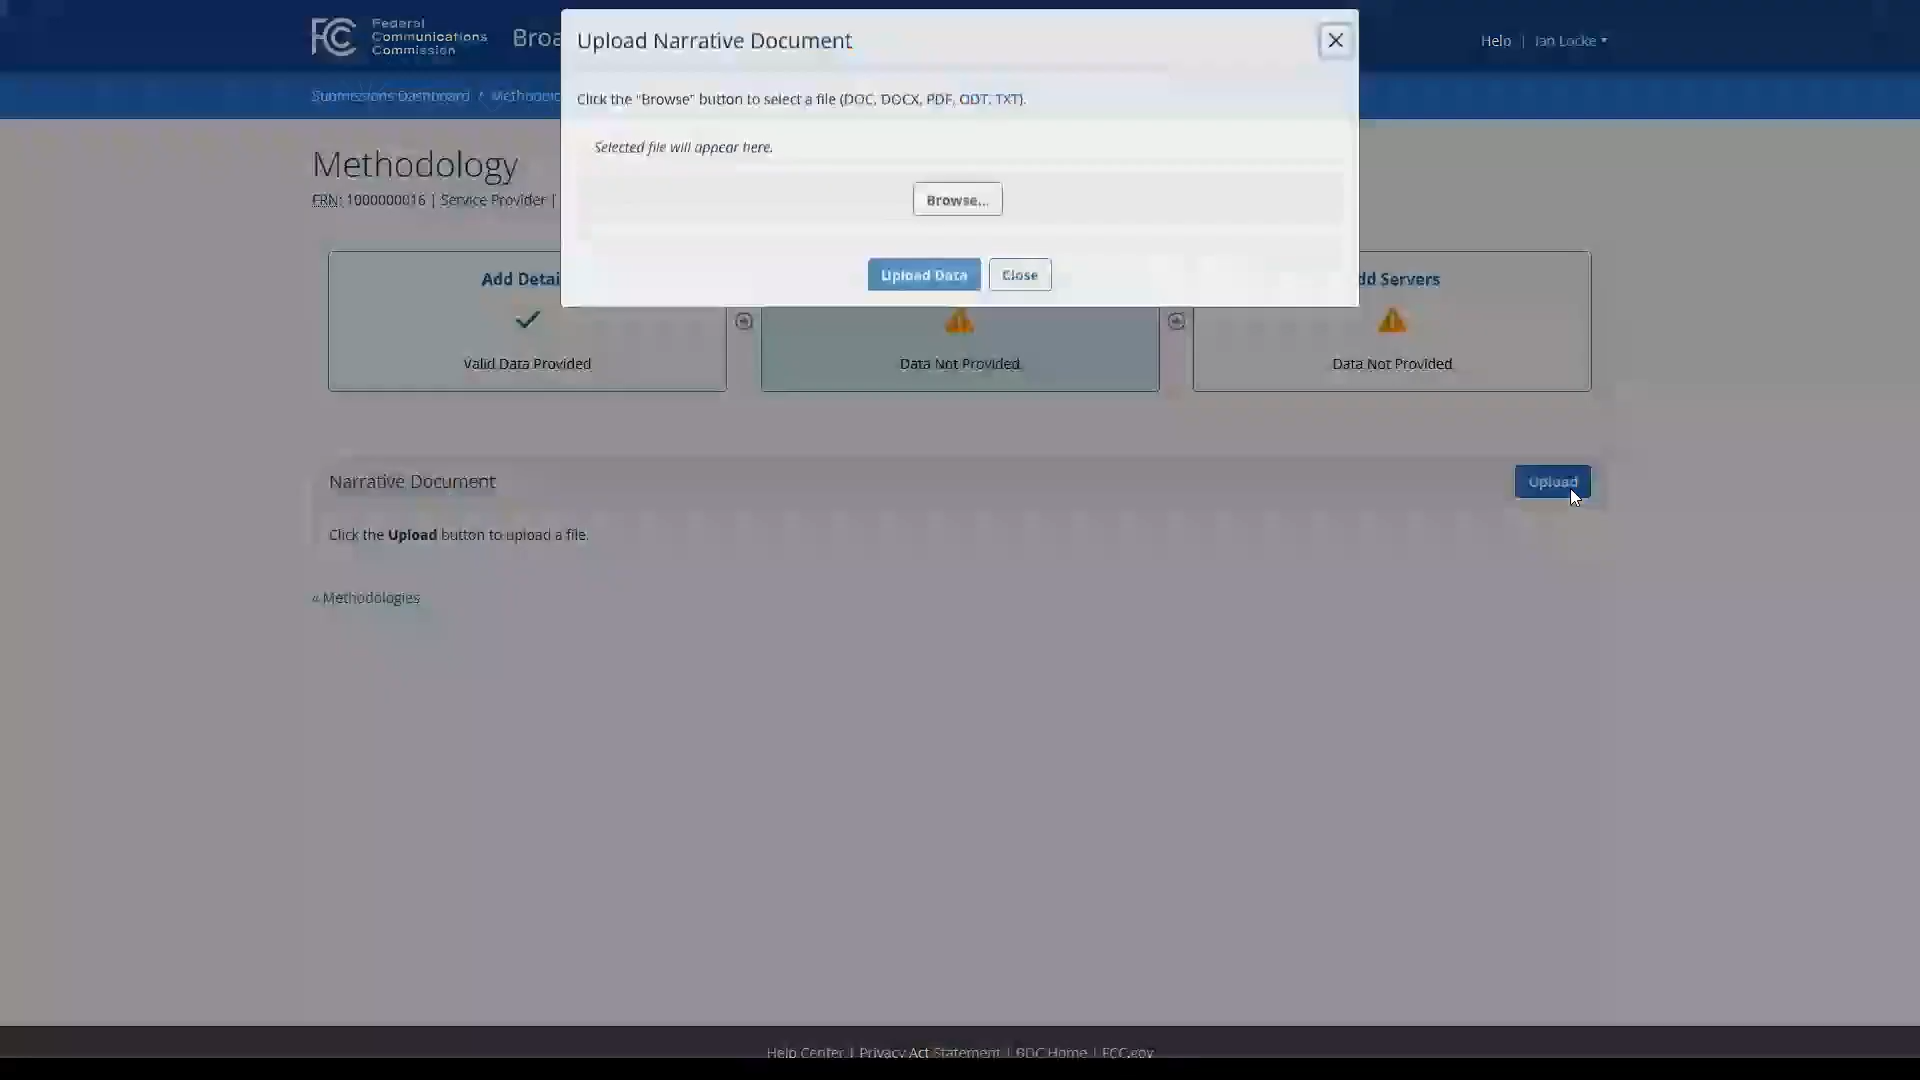 Federal
Communications
Commission
Broa
Help | Ian Locke
Submissions Dashboard / Methodolo
Upload Narrative Document
Click the "Browse" button to select a file (DOC, DOCX, PDF, ODT, TXT).
Selected file will appear here.
Browse...
Upload Data
Close
Methodology
FRN: 1000000016 | Service Provider |
Add Detai
Valid Data Provided
Data Not Provided
dd Servers
Data Not Provided
Narrative Document
Upload
Click the Upload button to upload a file.
« Methodologies
Help Center | Privacy Act Statement | BDC Home | FCC.gov